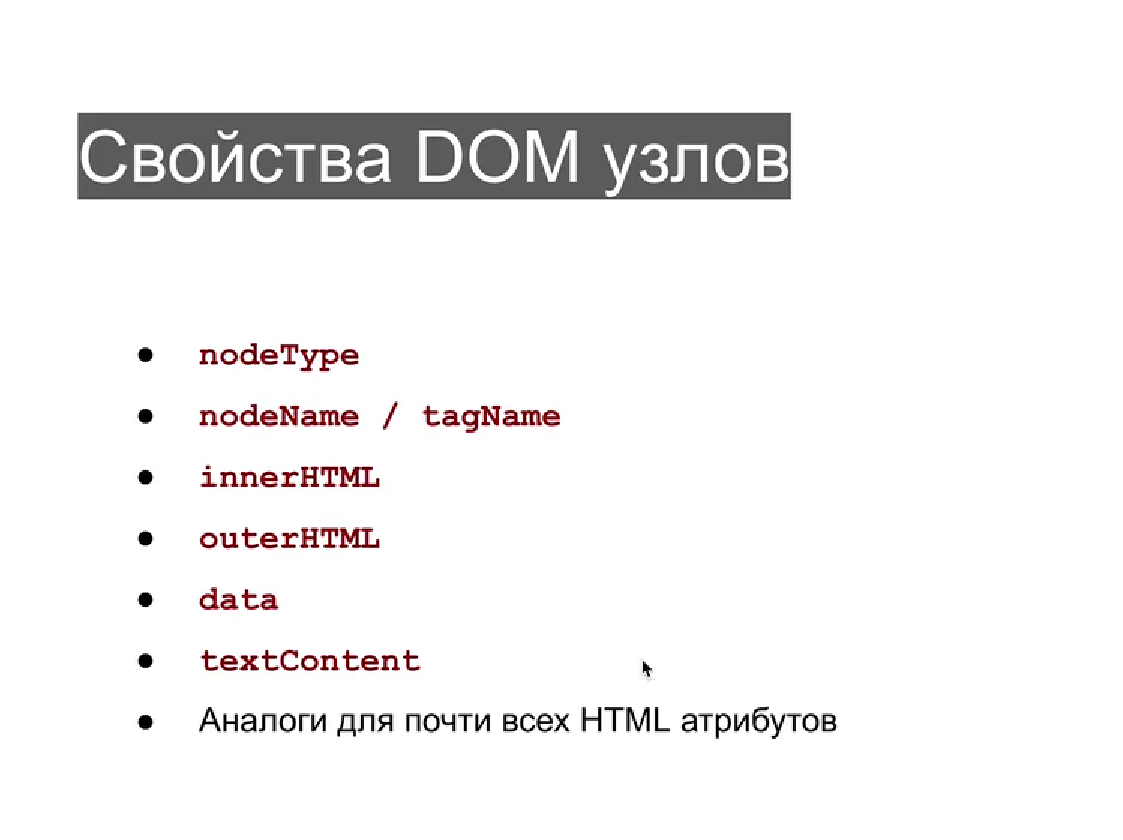 Свойства DOM узлов
● nodeType
● nodeName / tagName
● innerHTML
● outerHTML
● data
● textContent
● Аналоги для почти всех HTML атрибутов